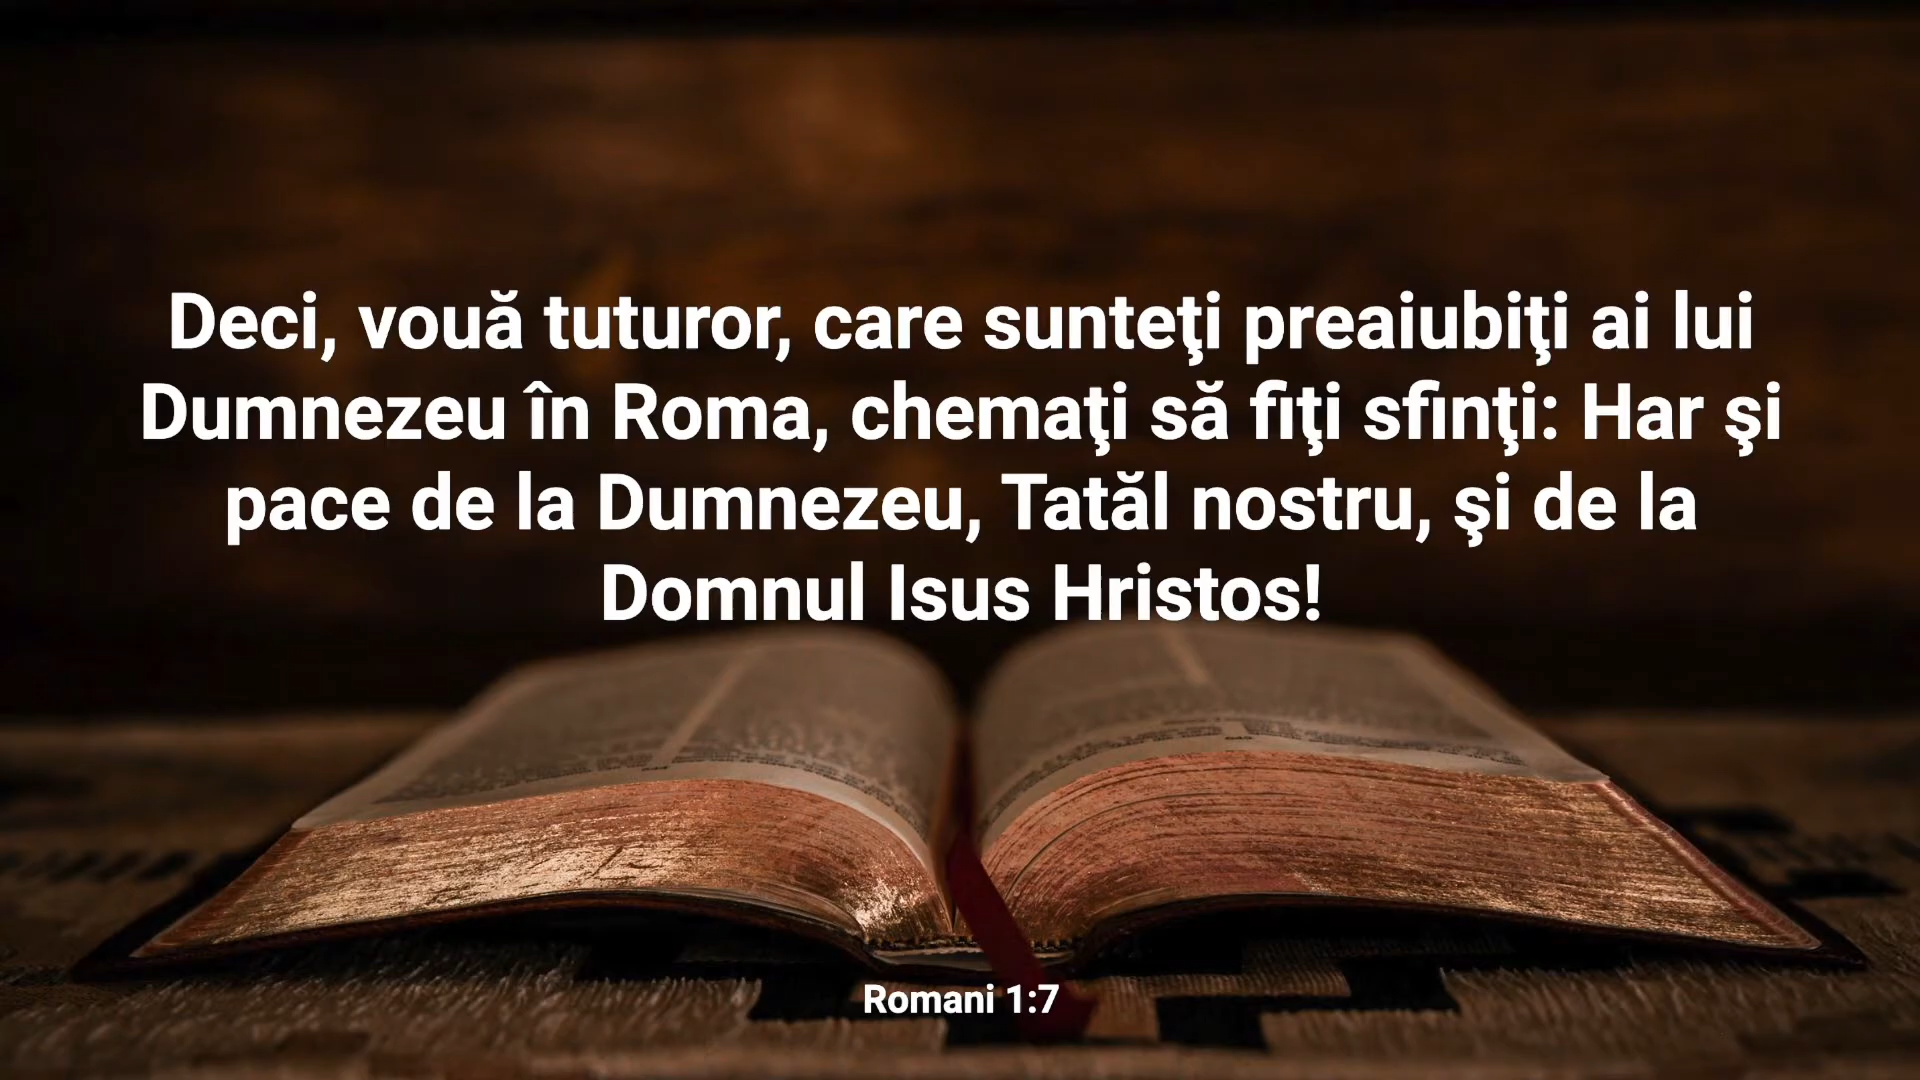 Deci, vouă tuturor, care sunteţi preaiubiţi ai lui
Dumnezeu în Roma, chemaţi să fiţi sfinţi: Har şi
pace de la Dumnezeu, Tatăl nostru, şi de la
Domnul Isus Hristos!
Romani 1:7